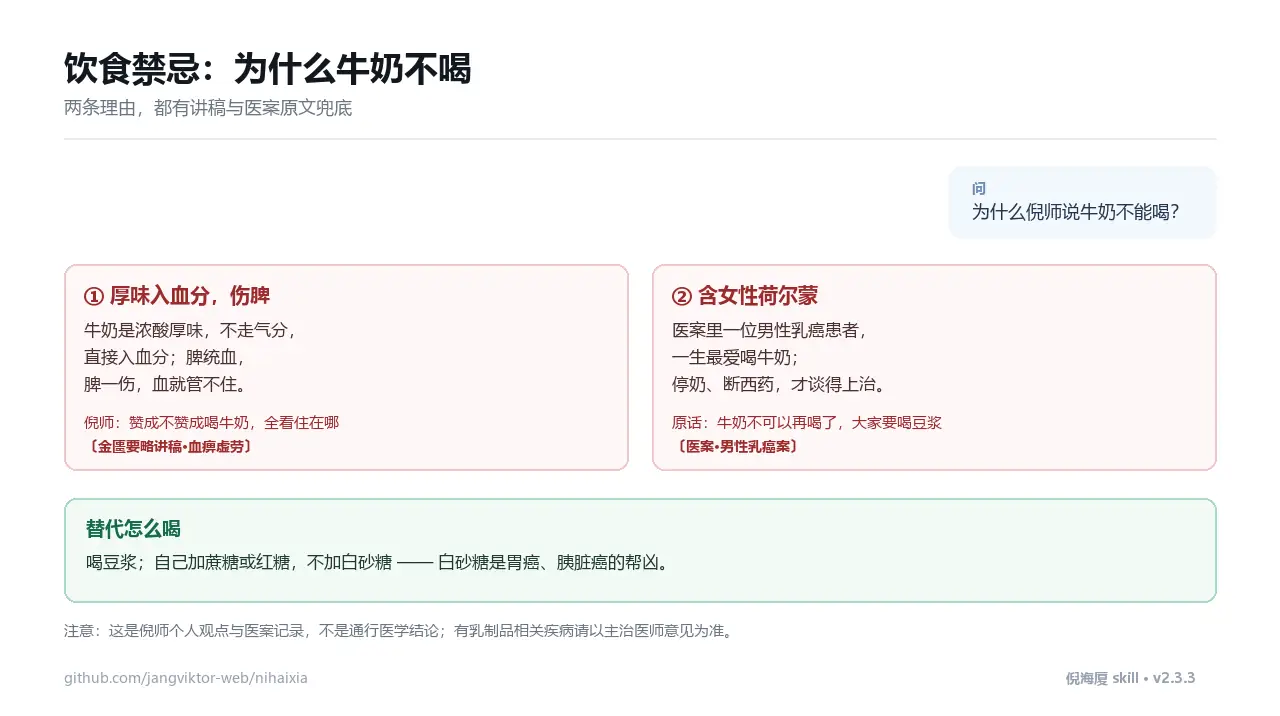 饮食禁忌：为什么牛奶不喝
两条理由，都有讲稿与医案原文兜底
问
为什么倪师说牛奶不能喝？
① 厚味入血分，伤脾
牛奶是浓酸厚味，不走气分，
直接入血分；脾统血，
脾一伤，血就管不住。
倪师：赞成不赞成喝牛奶，全看住在哪
〔金匮要略讲稿·血痹虚劳〕
② 含女性荷尔蒙
医案里一位男性乳癌患者，
一生最爱喝牛奶；
停奶、断西药，才谈得上治。
原话：牛奶不可以再喝了，大家要喝豆浆
〔医案·男性乳癌案〕
替代怎么喝
喝豆浆；自己加蔗糖或红糖，不加白砂糖 —— 白砂糖是胃癌、胰脏癌的帮凶。
注意：这是倪师个人观点与医案记录，不是通行医学结论；有乳制品相关疾病请以主治医师意见为准。
github.com/jangviktor-web/nihaixia
倪海厦 skill · v2.3.3